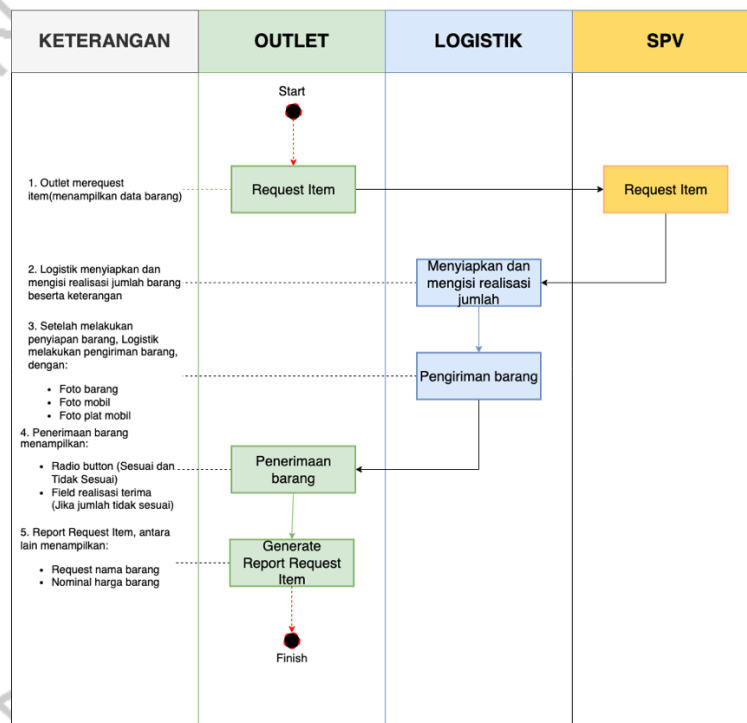 KETERANGAN
OUTLET
LOGISTIK
SPV
Start
1. Outlet merequest
item(menampilkan data barang)
Request Item
Request Item
2. Logistik menyiapkan dan
mengisi realisasi jumlah barang
beserta keterangan
Menyiapkan dan
mengisi realisasi
jumlah
3. Setelah melakukan
penyiapan barang, Logistik
melakukan pengiriman barang,
dengan:
• Foto barang
• Foto mobil
• Foto plat mobil
Pengiriman barang
4. Penerimaan barang
menampilkan:
• Radio button (Sesuai dan
Tidak Sesuai)
• Field realisasi terima
(Jika jumlah tidak sesuai)
Penerimaan
barang
5. Report Request Item, antara
lain menampilkan:
• Request nama barang
• Nominal harga barang
Generate
Report Request
Item
Finish